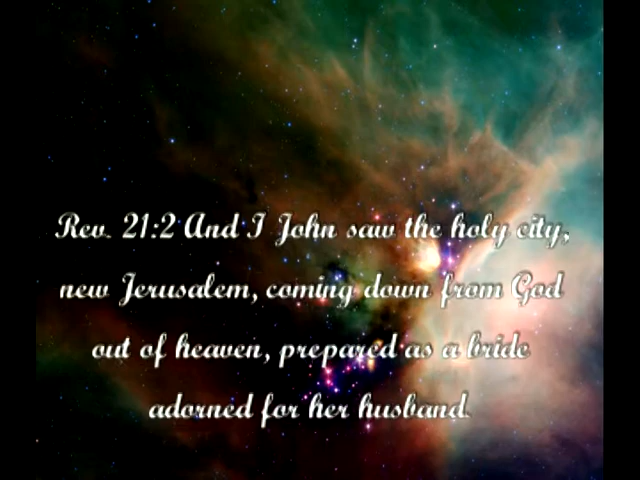 Rev. 21:2 And I John saw the holy city,
new Jerusalem, coming down from God
out of heaven, prepared as a bride
adorned for her husband.